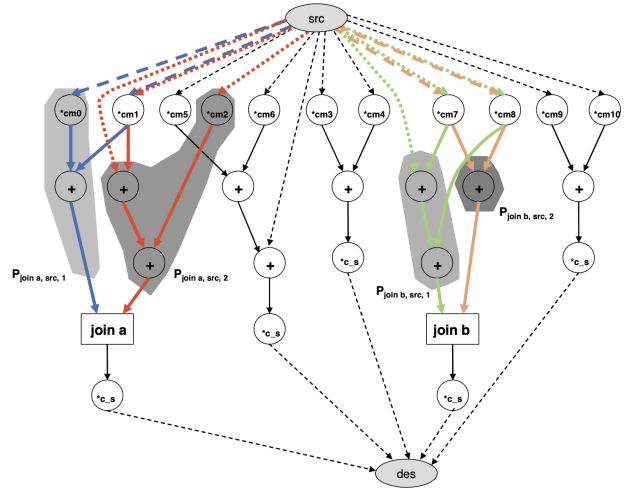 src
*cm0
*cm1
*cm5
*cm2
*cm6
*cm3
*cm4
*cm7
*cm8
*cm9
*cm10
+
+
+
+
+
+
P join b, src, 2
+
+
+
*c_s
*c_s
P join a, src, 1
P join a, src, 2
P join b, src, 1
join a
*c_s
join b
*c_s
*c_s
des